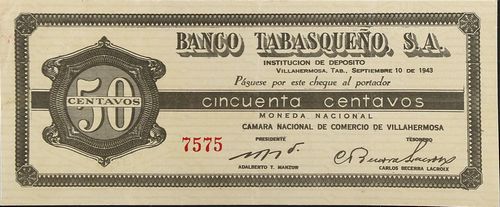 BANCO TABASQUEÑO, S.A.
INSTITUCION DE DEPOSITO
VILLAHERMOSA, TAB., SEPTIEMBRE 10 DE 1943
Páguese por este cheque al portador
50
CENTAVOS
cincuenta centavos
MONEDA NACIONAL
CAMARA NACIONAL DE COMERCIO DE VILLAHERMOSA
PRESIDENTE
TESORERO
7575
ADALBERTO T. MANZUR
CARLOS BECERRA LACROIX